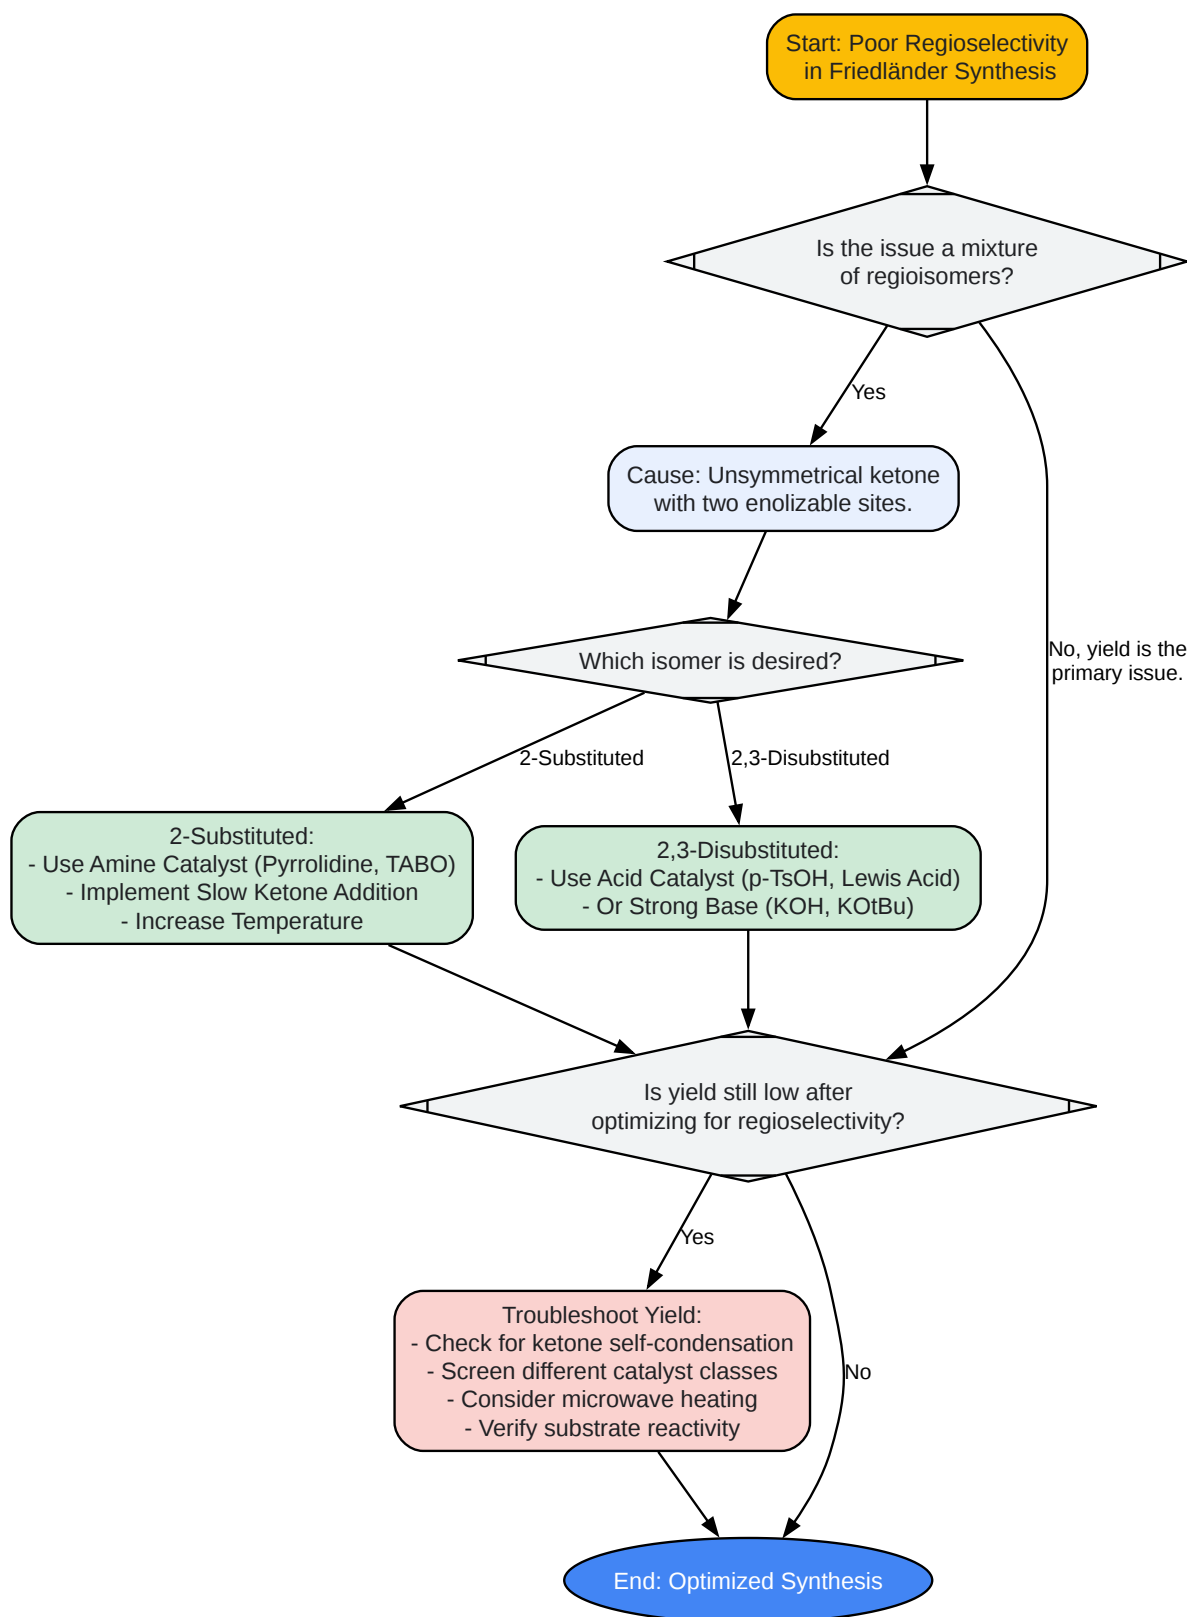 Start: Poor Regioselectivity
in Friedländer Synthesis
Is the issue a mixture
of regioisomers?
Yes
Cause: Unsymmetrical ketone
with two enolizable sites.
No, yield is the
primary issue.
Which isomer is desired?
2-Substituted
2,3-Disubstituted
2-Substituted:
- Use Amine Catalyst (Pyrrolidine, TABO)
- Implement Slow Ketone Addition
- Increase Temperature
2,3-Disubstituted:
- Use Acid Catalyst (p-TsOH, Lewis Acid)
- Or Strong Base (KOH, KOtBu)
Is yield still low after
optimizing for regioselectivity?
Yes
Troubleshoot Yield:
- Check for ketone self-condensation
- Screen different catalyst classes
- Consider microwave heating
- Verify substrate reactivity
No
End: Optimized Synthesis